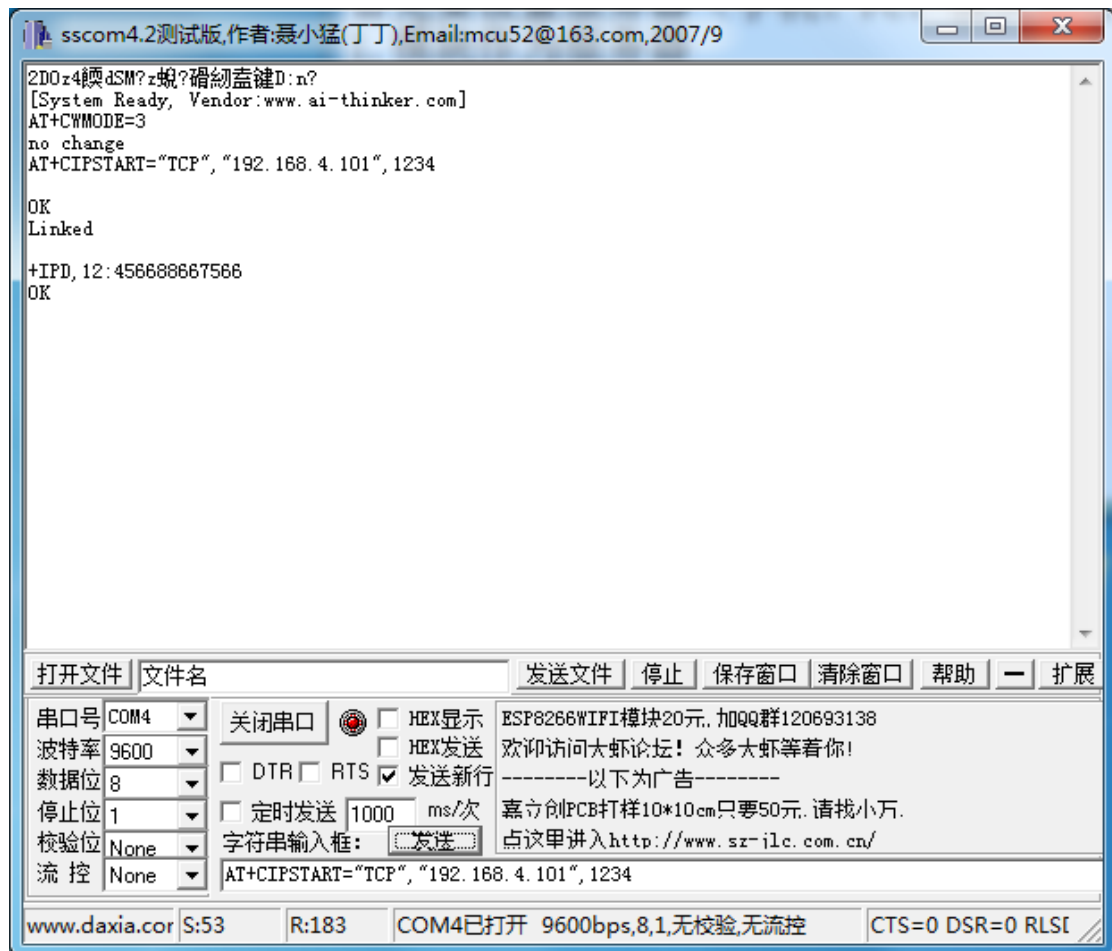 sscom4.2测试版,作者:聂小猛(丁丁),Email:mcu52@163.com,2007/9
[System Ready, Vendor:www.ai-thinker.com]
AT+CWMODE=3
no change
AT+CIPSTART="TCP","192.168.4.101",1234
OK
Linked
+IPD,12:456688667566
OK
打开文件 文件名 发送文件 停止 保存窗口 清除窗口 帮助 一 扩展
串口号 COM4 关闭串口 HEX显示 ESP8266WIFI模块20元,加QQ群120693138
波特率 9600 HEX发送 欢迎访问大虾论坛! 众多大虾等着你!
数据位 8 DTR RTS 发送新行 --------以下为广告--------
停止位 1 定时发送 1000 ms/次 嘉立创PCB打样10*10cm只要50元.请找小万.
校验位 None 字符串输入框: 发送 点这里进入http://www.sz-jlc.com.cn/
流 控 None AT+CIPSTART="TCP","192.168.4.101",1234
www.daxia.cor S:53 R:183 COM4已打开 9600bps,8,1,无校验,无流控 CTS=0 DSR=0 RLSI